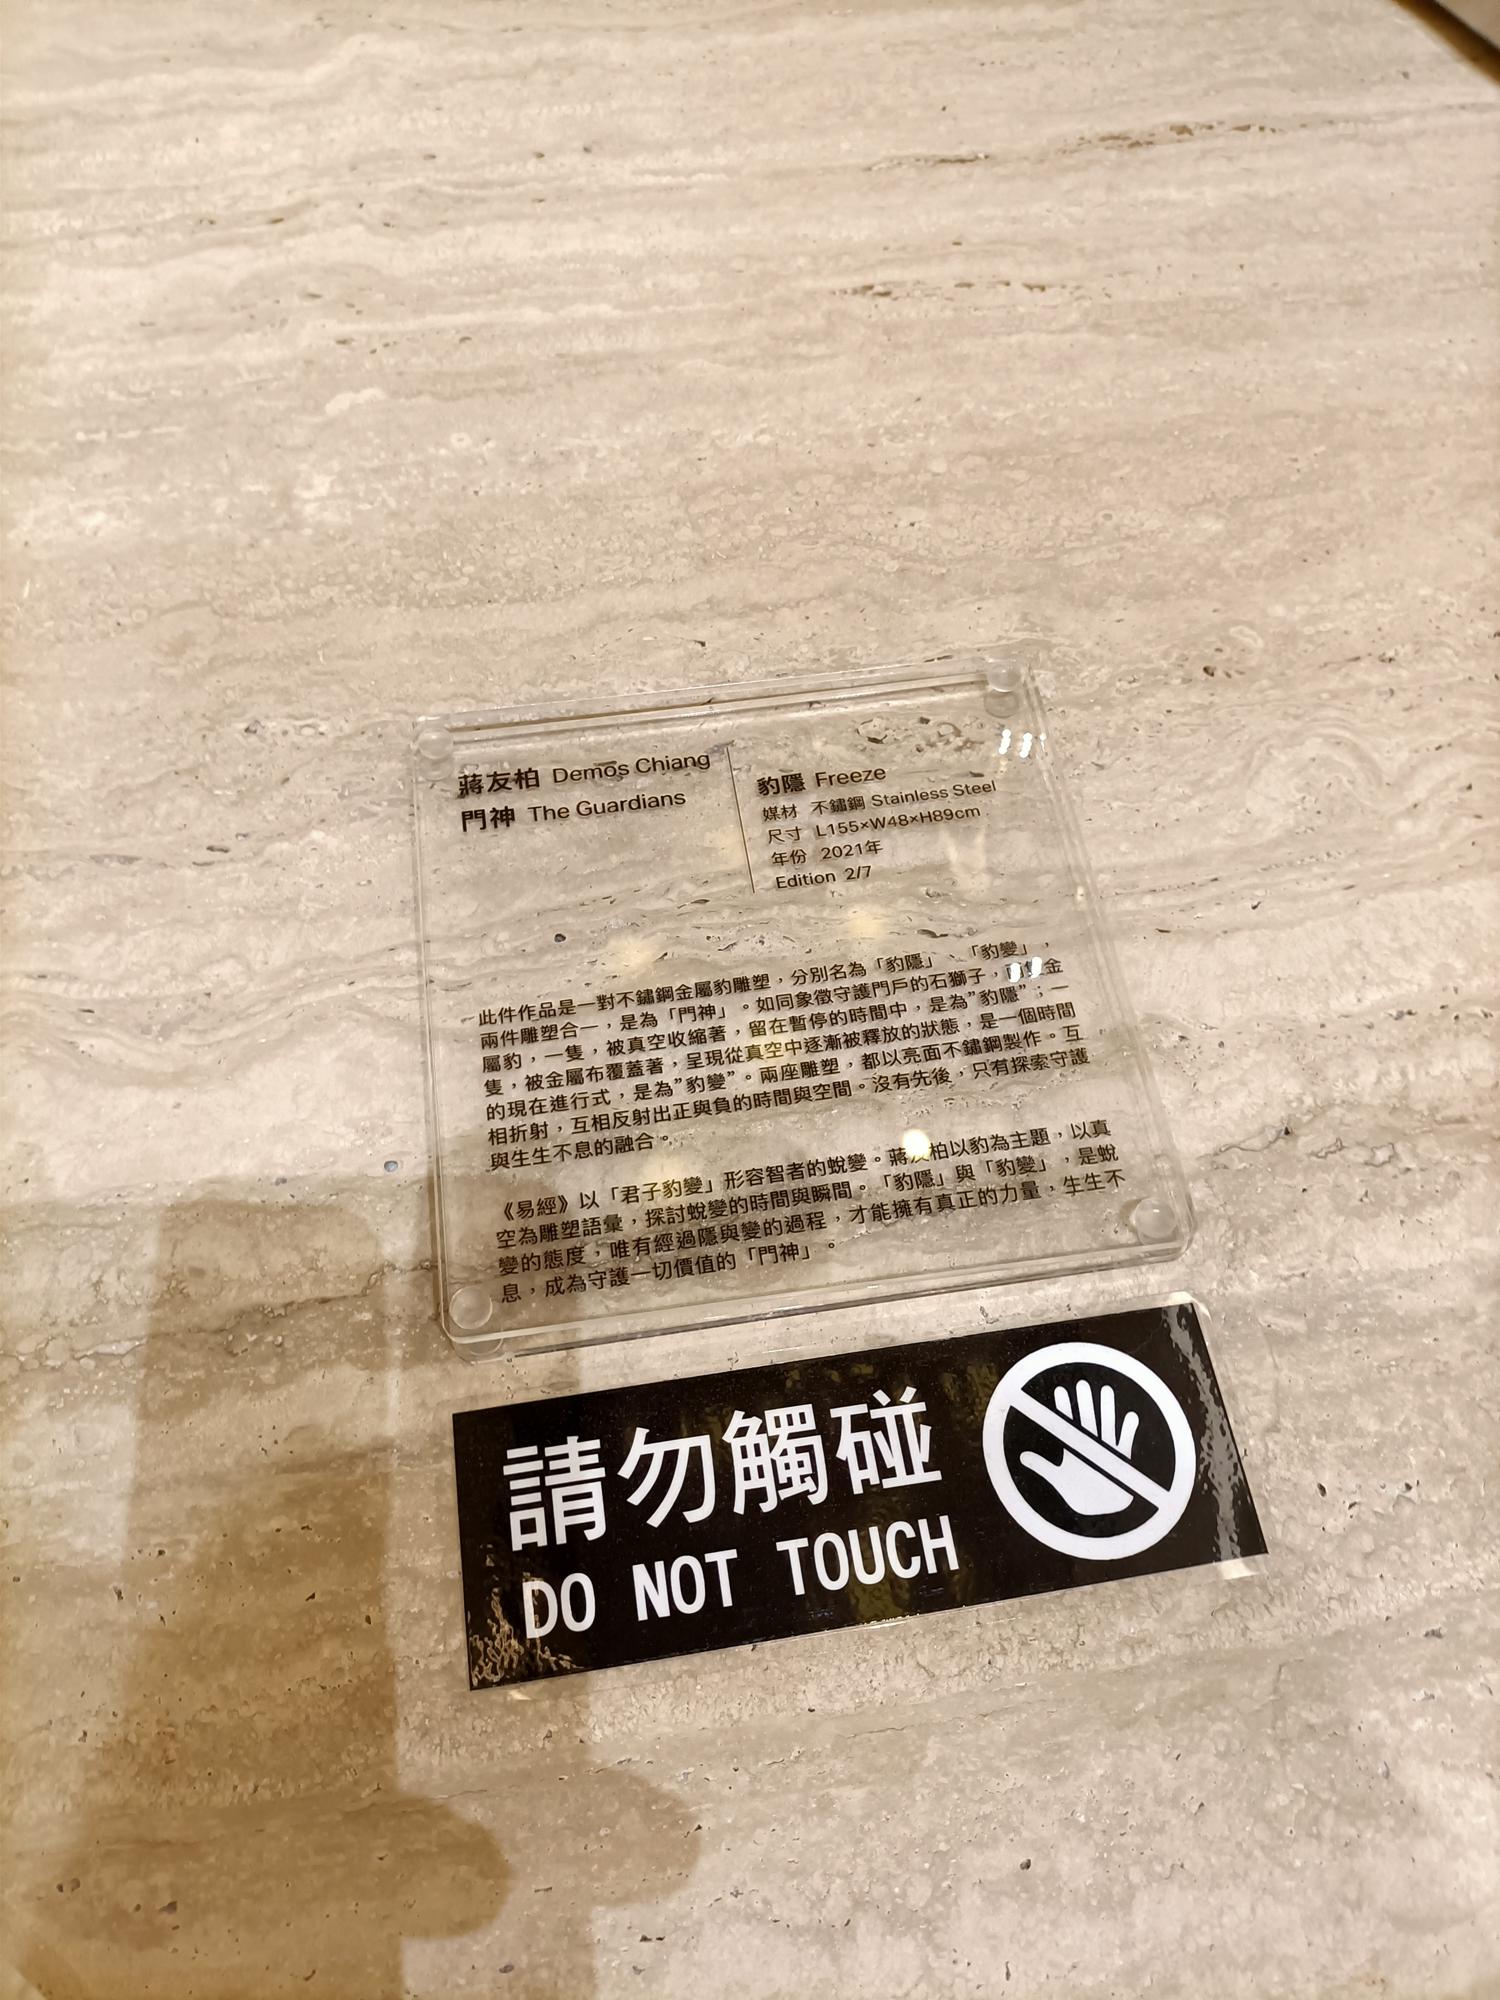 蔣友柏 Demos Chiang
門神 The Guardians
豹隱 Freeze
媒材 不鏽鋼 Stainless Steel
尺寸 L155×W48×H89cm
年份 2021年
Edition 2/7
此件作品是一對不鏽鋼金屬豹雕塑，分別名為「豹隱」、「豹變」，
兩件雕塑合一，是為「門神」。如同象徵守護門戶的石獅子，兩隻金
屬豹，一隻，被真空收縮著，留在暫停的時間中，是為”豹隱”；一
隻，被金屬布覆蓋著，呈現從真空中逐漸被釋放的狀態，是一個時間
的現在進行式，是為”豹變”。兩座雕塑，都以亮面不鏽鋼製作。互
相折射，互相反射出正與負的時間與空間。沒有先後，只有探索守護
與生生不息的融合。
《易經》以「君子豹變」形容智者的蛻變。蔣友柏以豹為主題，以真
空為雕塑語彙，探討蛻變的時間與瞬間。「豹隱」與「豹變」，是蛻
變的態度，唯有經過隱與變的過程，才能擁有真正的力量，生生不
息，成為守護一切價值的「門神」。
請勿觸碰
DO NOT TOUCH